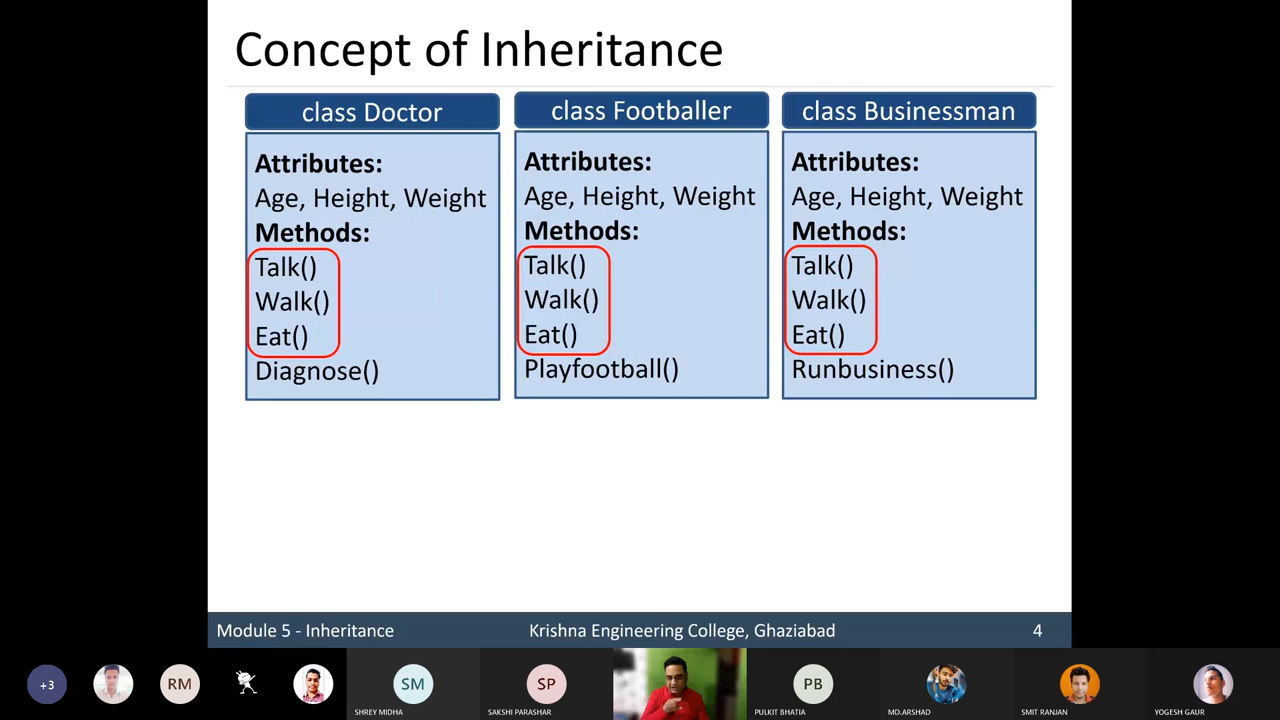 Concept of Inheritance
class Doctor
Attributes:
Age, Height, Weight
Methods:
Talk()
Walk()
Eat()
Diagnose()
class Footballer
Attributes:
Age, Height, Weight
Methods:
Talk()
Walk()
Eat()
Playfootball()
class Businessman
Attributes:
Age, Height, Weight
Methods:
Talk()
Walk()
Eat()
Runbusiness()
Module 5 - Inheritance Krishna Engineering College, Ghaziabad 4
+3 RM SM SP PB
SHREY MIDHA SAKSHI PARASHAR PULKIT BHATIA MD.ARSHAD SMIT RANJAN YOGESH GAUR